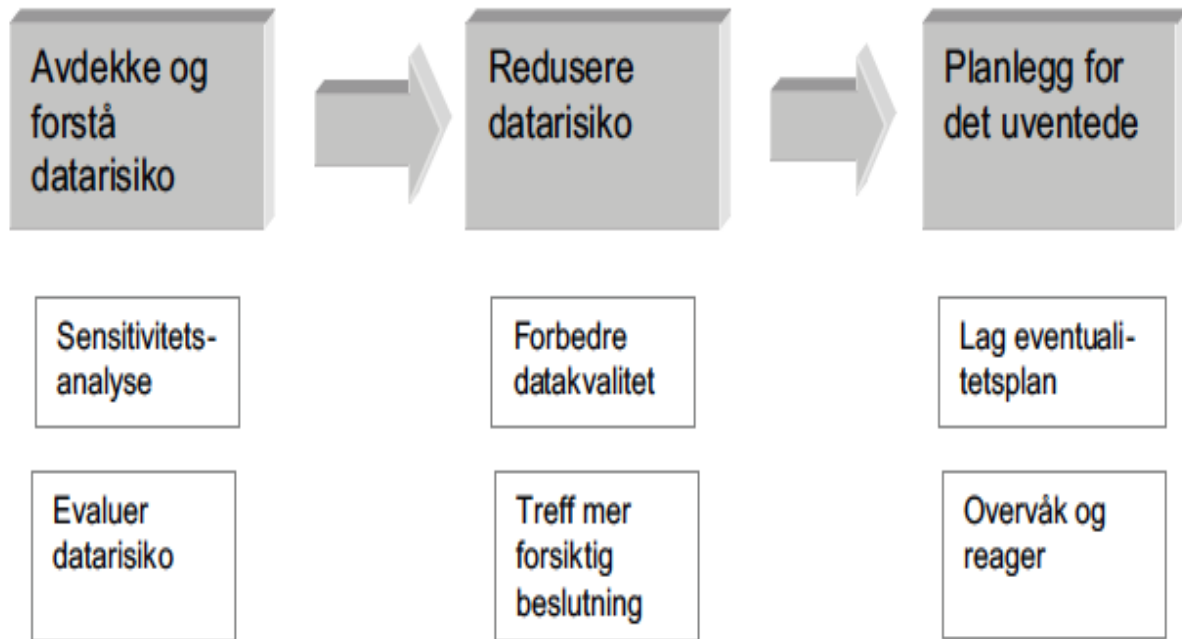 Avdekke og
forstå
datarisiko
Redusere
datarisiko
Planlegg for
det uventede
Sensitivitets-
analyse
Forbedre
datakvalitet
Lag eventuali-
tetsplan
Evaluer
datarisiko
Treff mer
forsiktig
beslutning
Overvåk og
reager